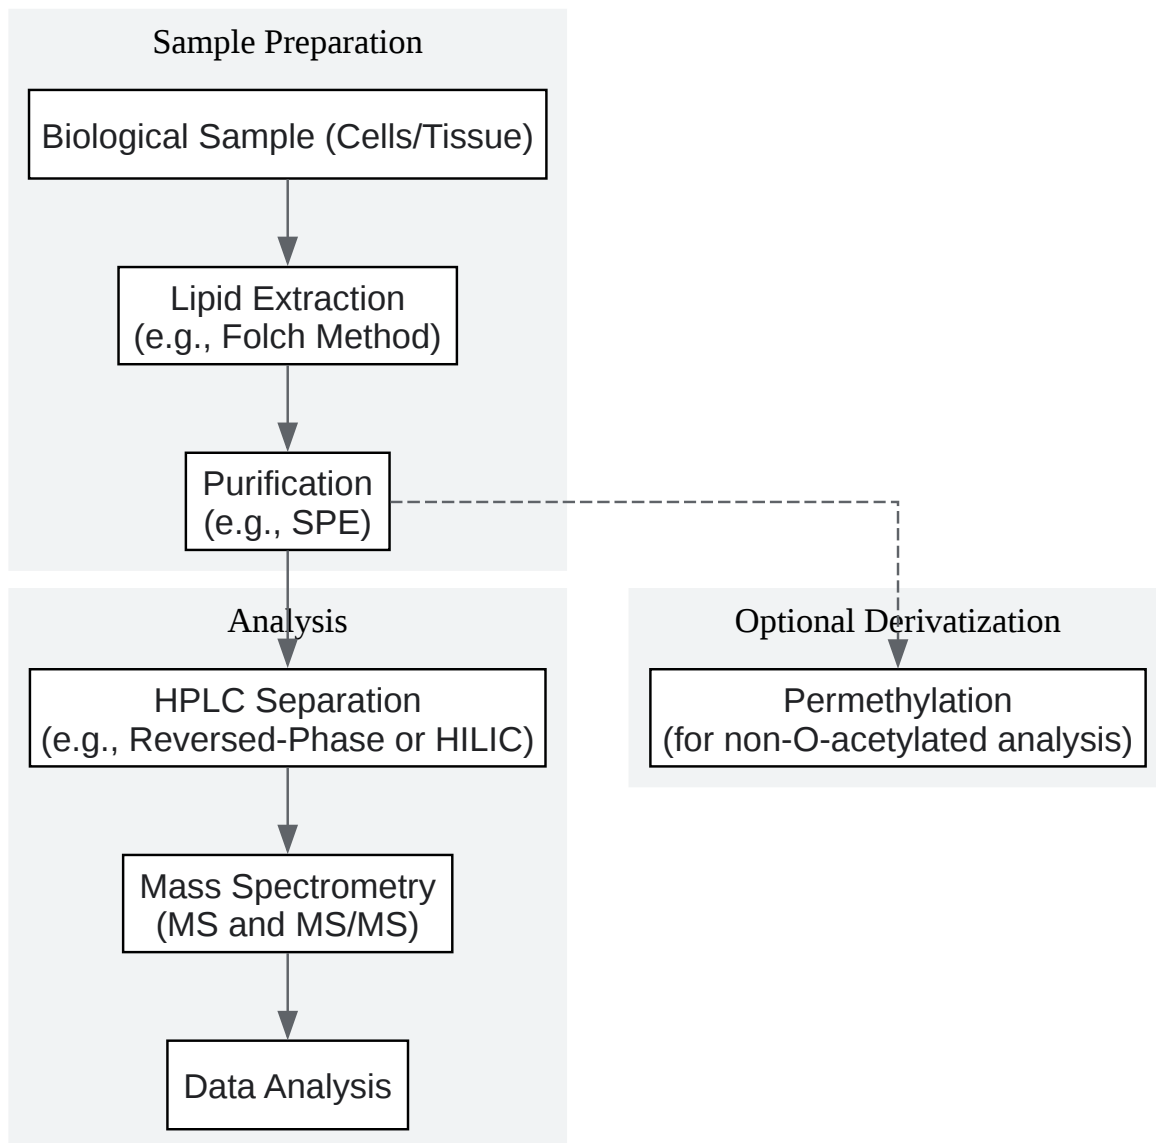 Sample Preparation
Biological Sample (Cells/Tissue)
Lipid Extraction
(e.g., Folch Method)
Purification
(e.g., SPE)
Analysis
HPLC Separation
(e.g., Reversed-Phase or HILIC)
Mass Spectrometry
(MS and MS/MS)
Data Analysis
Optional Derivatization
Permethylation
(for non-O-acetylated analysis)